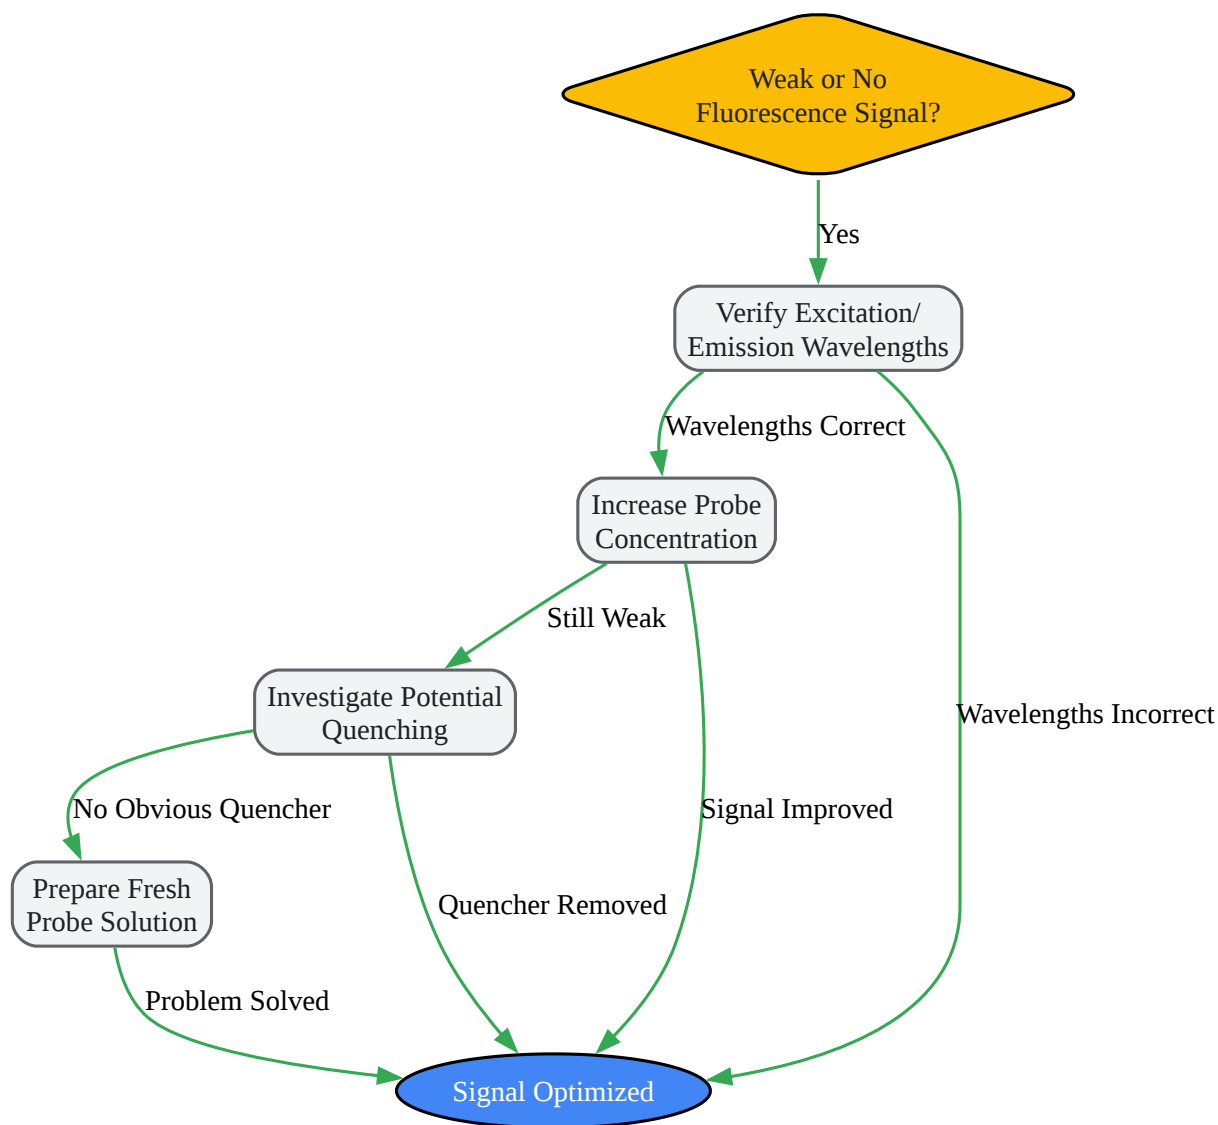 Weak or No
Fluorescence Signal?
Yes
Verify Excitation/
Emission Wavelengths
Wavelengths Correct
Increase Probe
Concentration
Still Weak
Investigate Potential
Quenching
Wavelengths Incorrect
No Obvious Quencher
Signal Improved
Prepare Fresh
Probe Solution
Quencher Removed
Problem Solved
Signal Optimized